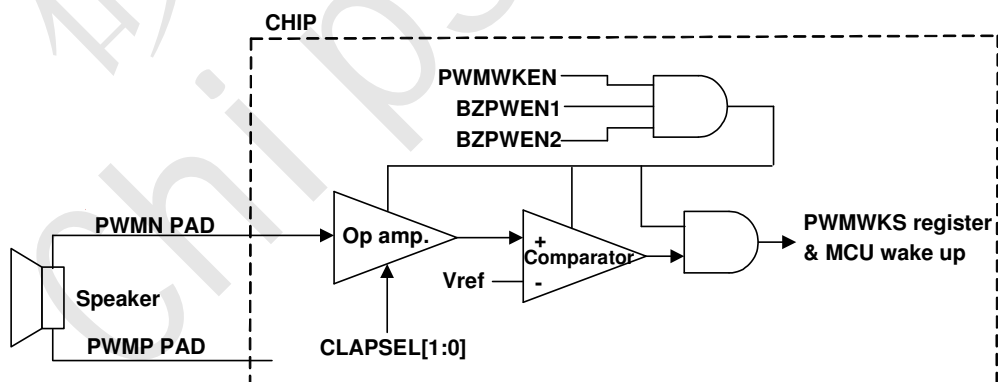 CHIP
PWMWKEN
BZPWEN1
BZPWEN2
PWMN PAD
Op amp.
+
Comparator
-
Vref
PWMWKS register
& MCU wake up
Speaker
PWMP PAD
CLAPSEL[1:0]
chips